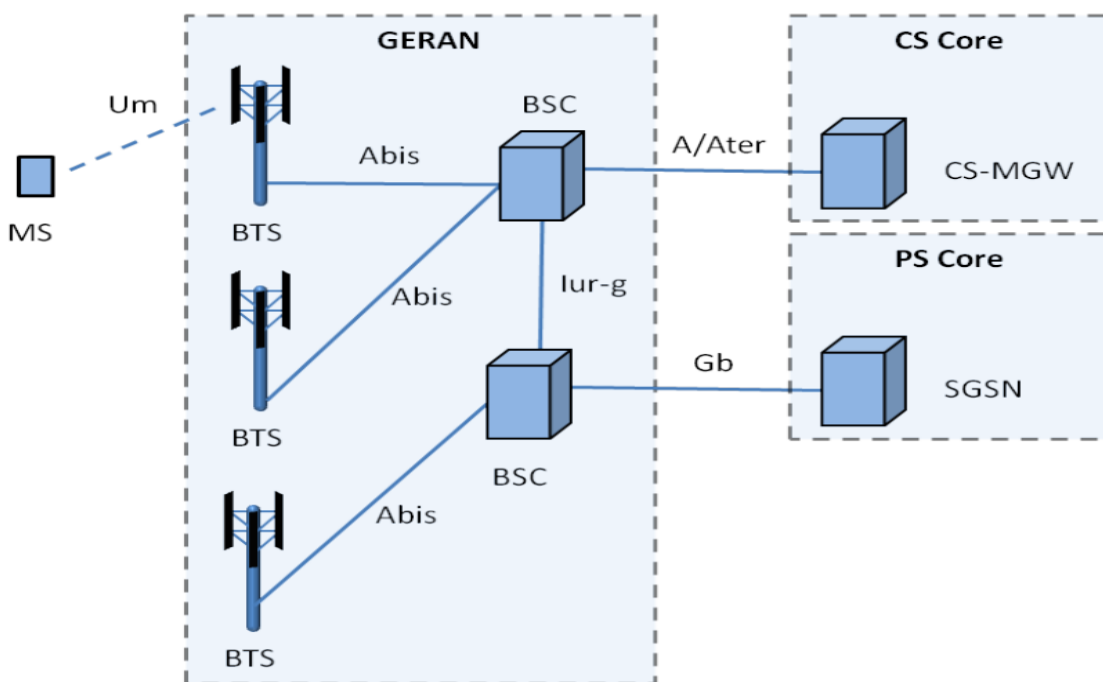 GERAN
CS Core
Um
BSC
A/Ater
Abis
CS-MGW
MS
BTS
PS Core
Abis
Iur-g
Gb
SGSN
BTS
BSC
Abis
BTS